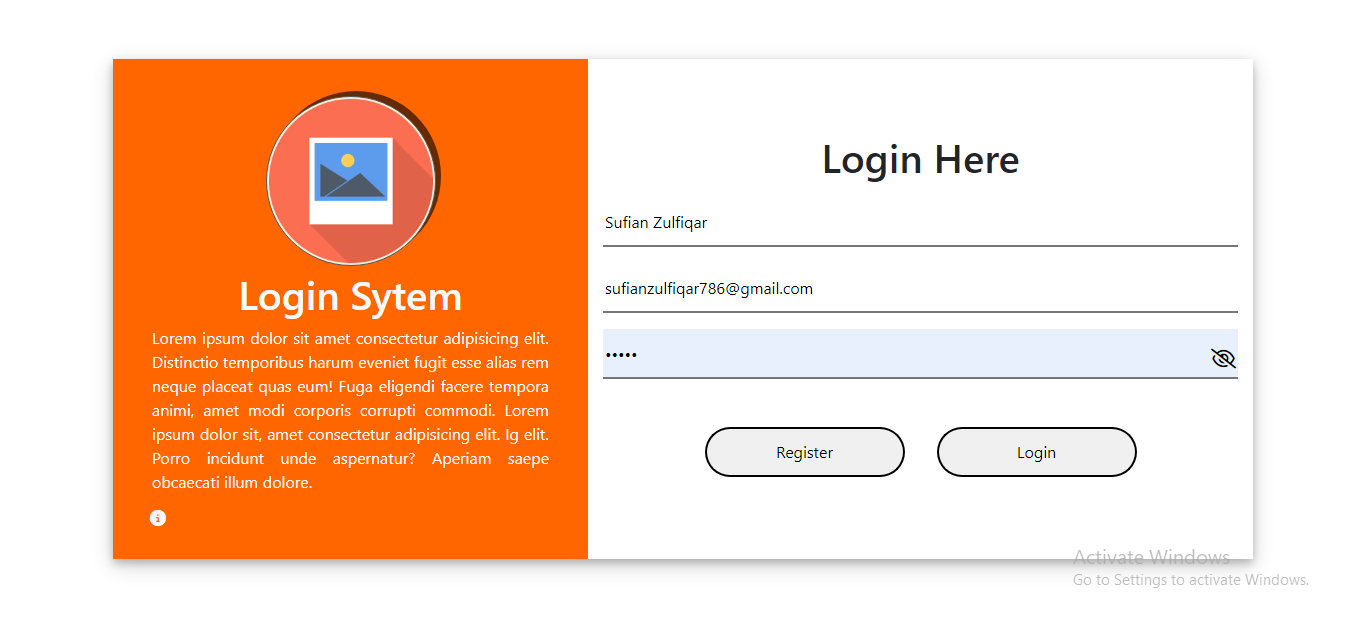 Login Sytem
Lorem ipsum dolor sit amet consectetur adipisicing elit.
Distinctio temporibus harum eveniet fugit esse alias rem
neque placeat quas eum! Fuga eligendi facere tempora
animi, amet modi corporis corrupti commodi. Lorem
ipsum dolor sit, amet consectetur adipisicing elit. Ig elit.
Porro incidunt unde aspernatur? Aperiam saepe
obcaecati illum dolore.
Login Here
Sufian Zulfiqar
sufianzulfiqar786@gmail.com
•••••
Register
Login
Activate Windows
Go to Settings to activate Windows.